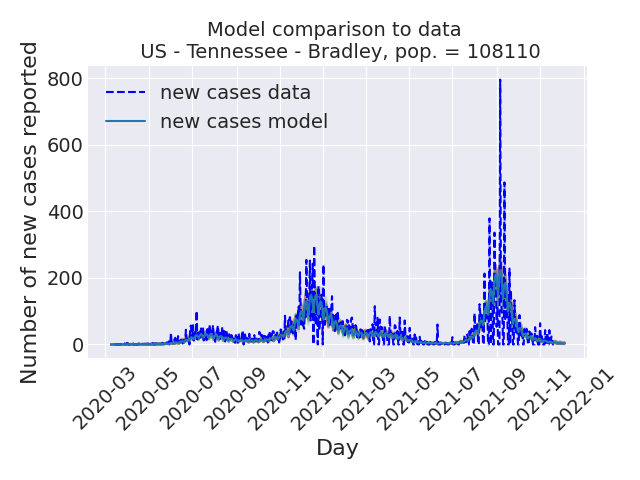 Model comparison to data
US - Tennessee - Bradley, pop. = 108110
Number of new cases reported
800
600
400
200
0
new cases data
new cases model
2020-03
2020-05
2020-07
2020-09
2020-11
2021-01
2021-03
2021-05
2021-07
2021-09
2021-11
2022-01
Day